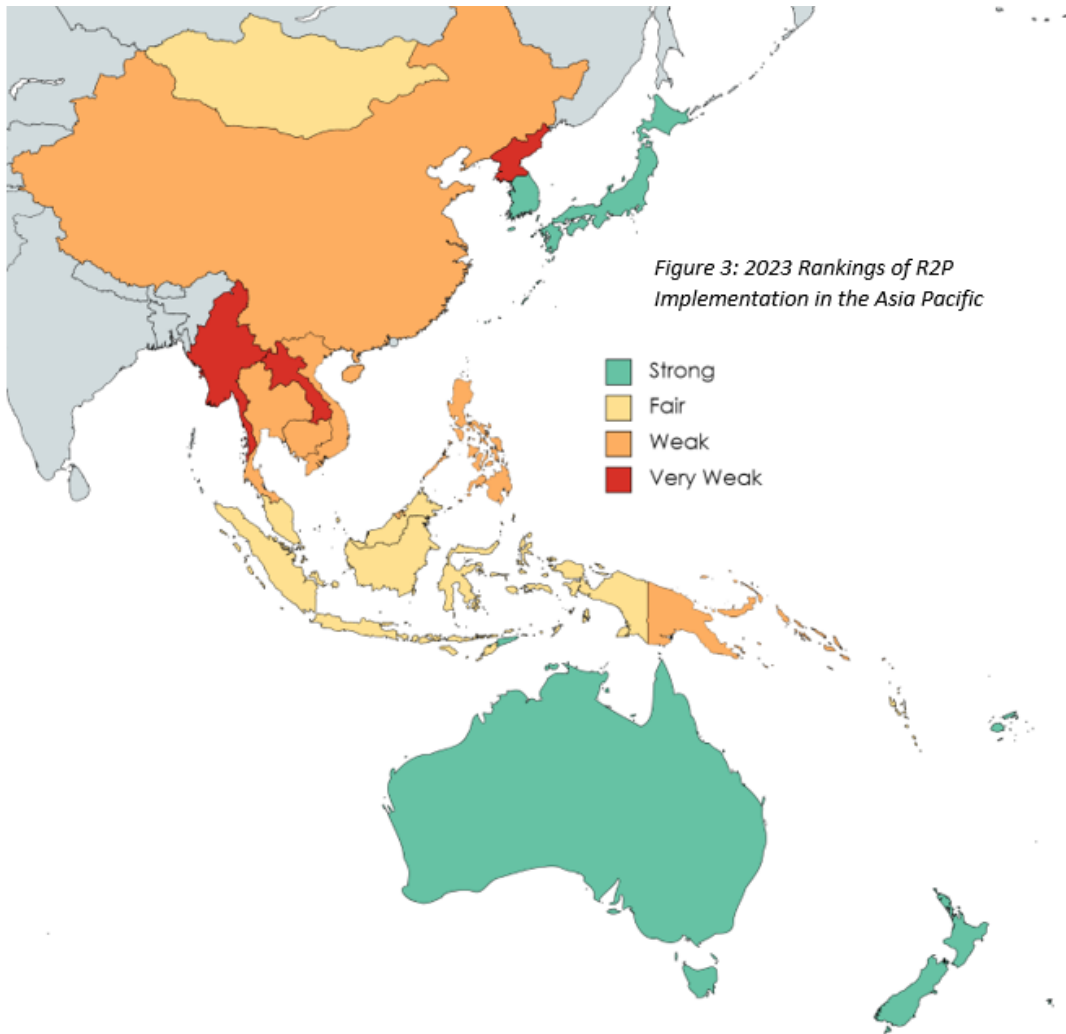 Figure 3: 2023 Rankings of R2P
Implementation in the Asia Pacific
Strong
Fair
Weak
Very Weak